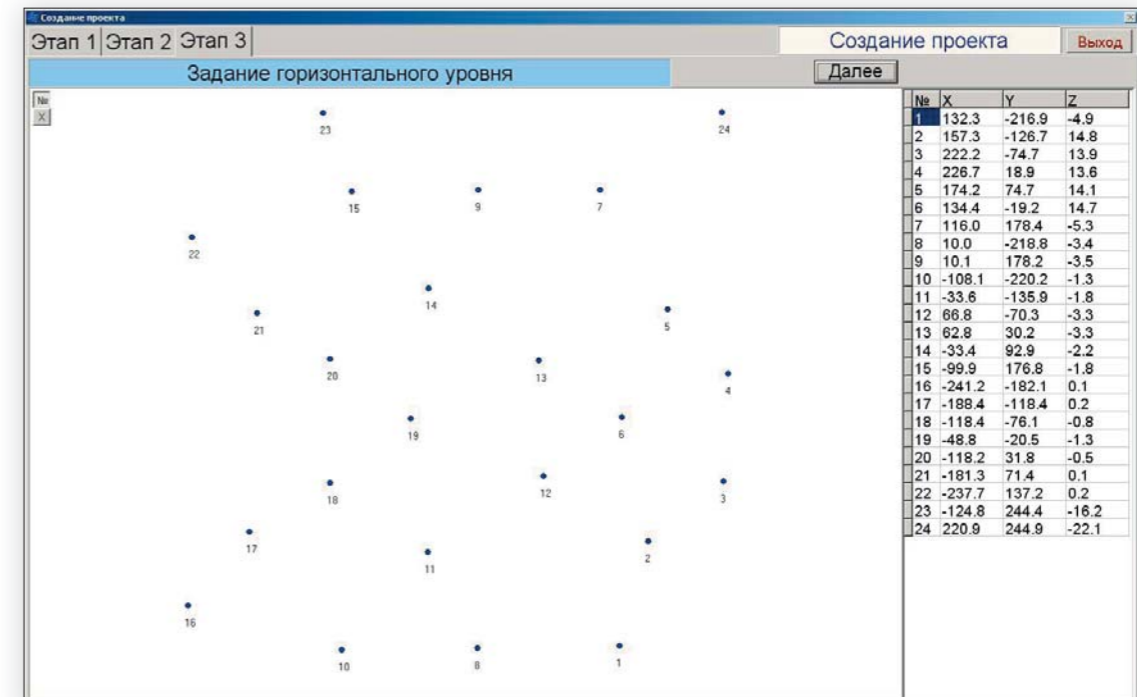 Создание проекта
Этап 1 Этап 2 Этап 3 Создание проекта Выход
Задание горизонтального уровня Далее
№
X
23 24
15 9 7
22
14
5
21
20 13
4
19 6
12
18 3
17
11 2
16
10 8 1
№ X Y Z
1 132.3 -216.9 -4.9
2 157.3 -126.7 14.8
3 222.2 -74.7 13.9
4 226.7 18.9 13.6
5 174.2 74.7 14.1
6 134.4 -19.2 14.7
7 116.0 178.4 -5.3
8 10.0 -218.8 -3.4
9 10.1 178.2 -3.5
10 -108.1 -220.2 -1.3
11 -33.6 -135.9 -1.8
12 66.8 -70.3 -3.3
13 62.8 30.2 -3.3
14 -33.4 92.9 -2.2
15 -99.9 176.8 -1.8
16 -241.2 -182.1 0.1
17 -188.4 -118.4 0.2
18 -118.4 -76.1 -0.8
19 -48.8 -20.5 -1.3
20 -118.2 31.8 -0.5
21 -181.3 71.4 0.1
22 -237.7 137.2 0.2
23 -124.8 244.4 -16.2
24 220.9 244.9 -22.1